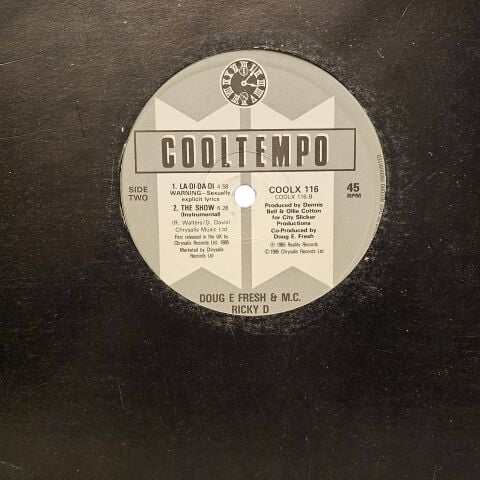 COOLTEMPO
SIDE
TWO
1. LA-DI-DA-DI 4.58
WARNING—Sexually
explicit lyrics
2. THE SHOW 6.28
(Instrumental)
(R. Walters/D. Davis)
Chrysalis Music Ltd
First released in the UK by
Chrysalis Records Ltd. 1985
Marketed by Chrysalis
Records Ltd
COOLX 116
COOLX 116 B
45
RPM
Produced by Dennis
Bell & Ollie Cotton
for City Slicker
Productions
Co-Produced by
Doug E. Fresh
Ⓟ 1985 Reality Records
© 1985 Chrysalis Records Ltd
DOUG E FRESH & M.C.
RICKY D